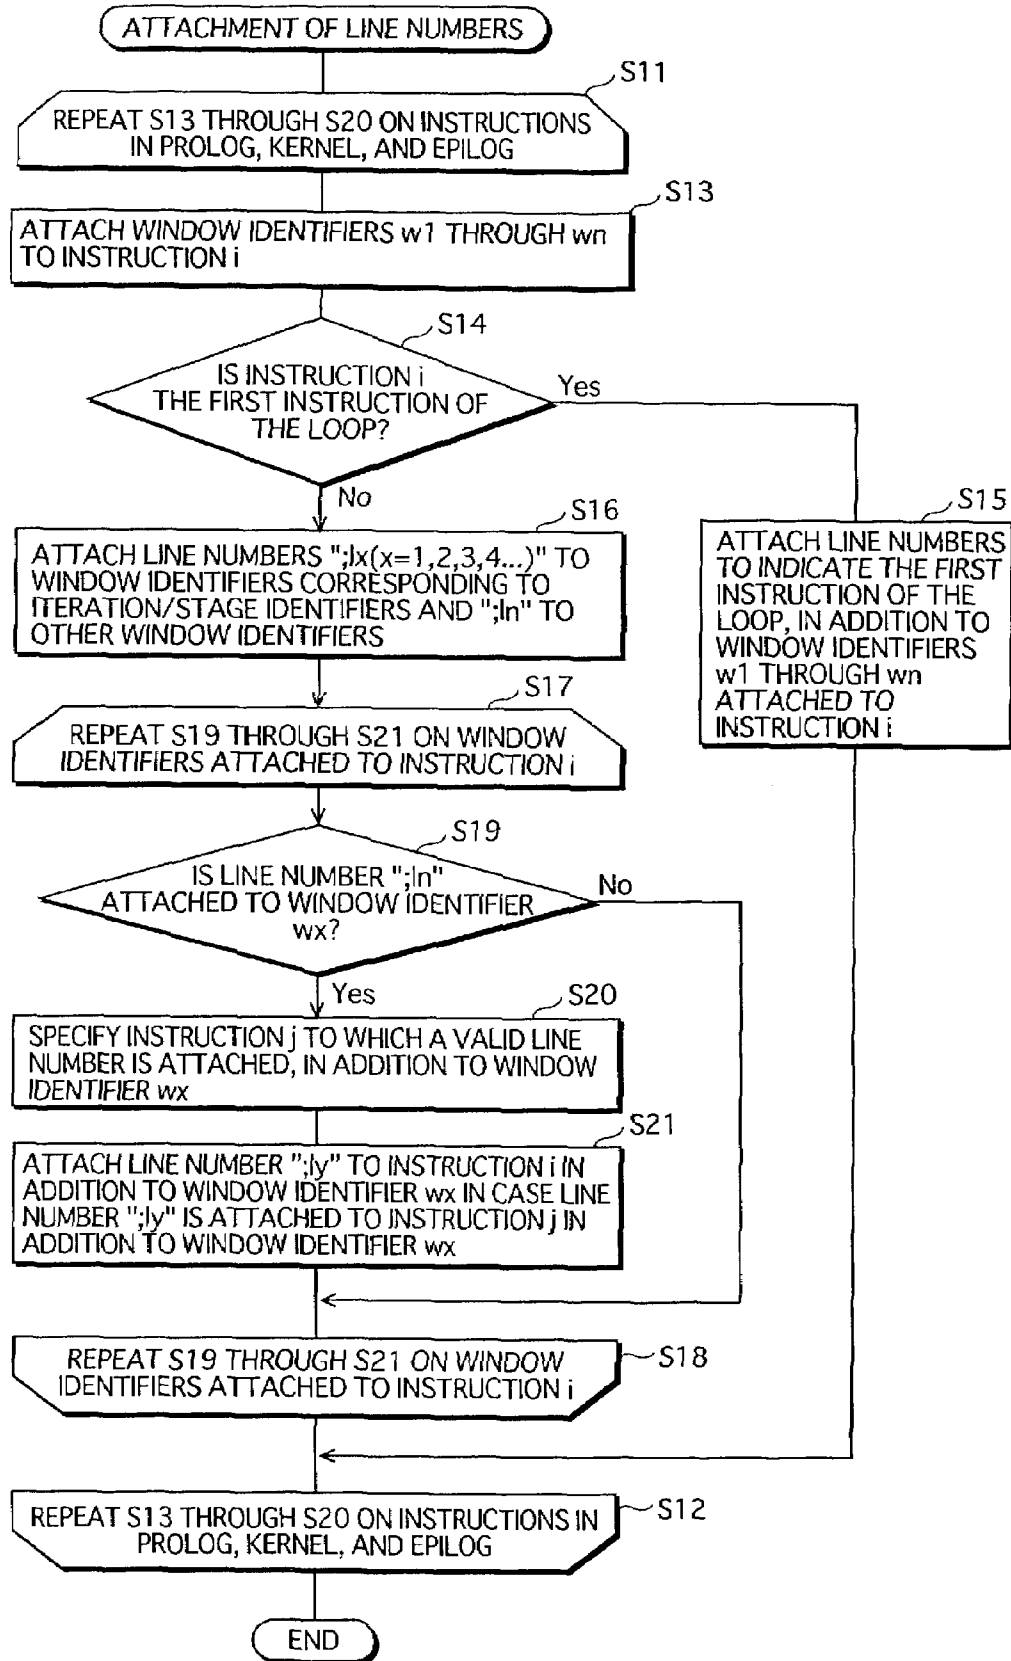 ATTACHMENT OF LINE NUMBERS
S11
REPEAT S13 THROUGH S20 ON INSTRUCTIONS
IN PROLOG, KERNEL, AND EPILOG
S13
ATTACH WINDOW IDENTIFIERS w1 THROUGH wn
TO INSTRUCTION i
S14
IS INSTRUCTION i
THE FIRST INSTRUCTION OF
THE LOOP?
Yes
No
S16
ATTACH LINE NUMBERS ";lx(x=1,2,3,4...)" TO
WINDOW IDENTIFIERS CORRESPONDING TO
ITERATION/STAGE IDENTIFIERS AND ";ln" TO
OTHER WINDOW IDENTIFIERS
S15
ATTACH LINE NUMBERS
TO INDICATE THE FIRST
INSTRUCTION OF THE
LOOP, IN ADDITION TO
WINDOW IDENTIFIERS
w1 THROUGH wn
ATTACHED TO
INSTRUCTION i
S17
REPEAT S19 THROUGH S21 ON WINDOW
IDENTIFIERS ATTACHED TO INSTRUCTION i
S19
IS LINE NUMBER ";ln"
ATTACHED TO WINDOW IDENTIFIER
wx?
No
Yes
S20
SPECIFY INSTRUCTION j TO WHICH A VALID LINE
NUMBER IS ATTACHED, IN ADDITION TO WINDOW
IDENTIFIER wx
S21
ATTACH LINE NUMBER ";ly" TO INSTRUCTION i IN
ADDITION TO WINDOW IDENTIFIER wx IN CASE LINE
NUMBER ";ly" IS ATTACHED TO INSTRUCTION j IN
ADDITION TO WINDOW IDENTIFIER wx
REPEAT S19 THROUGH S21 ON WINDOW
IDENTIFIERS ATTACHED TO INSTRUCTION i
S18
REPEAT S13 THROUGH S20 ON INSTRUCTIONS IN
PROLOG, KERNEL, AND EPILOG
S12
END